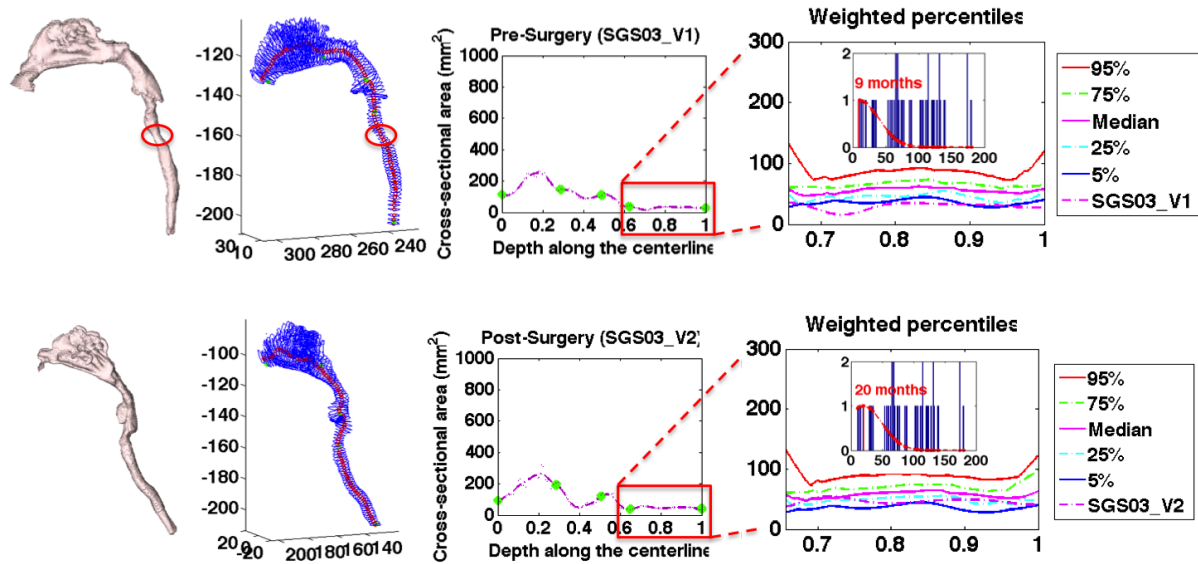 Pre-Surgery (SGS03_V1)
Cross-sectional area (mm²)
1000
800
600
400
200
0
0 0.2 0.4 0.6 0.8 1
Depth along the centerline
-120
-140
-160
-180
-200
30
10 300 280 260 240
Weighted percentiles
300
200
100
0
0.7 0.8 0.9 1
2
1
0
0 50 100 150 200
9 months
95%
75%
Median
25%
5%
SGS03_V1
Post-Surgery (SGS03_V2)
Cross-sectional area (mm²)
1000
800
600
400
200
0
0 0.2 0.4 0.6 0.8 1
Depth along the centerline
-100
-120
-140
-160
-180
-200
20
-20 200 180 160 140
Weighted percentiles
300
200
100
0
0.7 0.8 0.9 1
2
1
0
0 50 100 150 200
20 months
95%
75%
Median
25%
5%
SGS03_V2